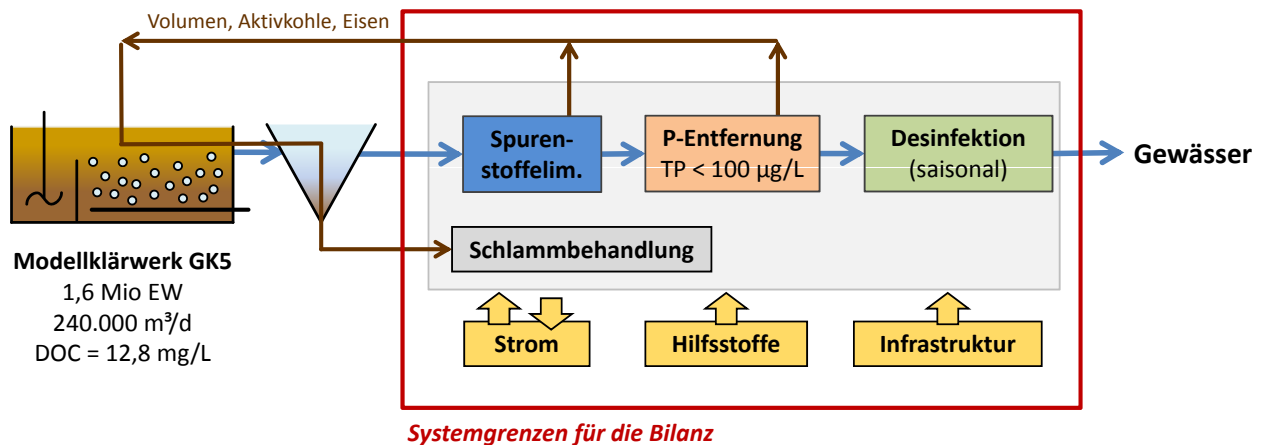 Volumen, Aktivkohle, Eisen
Spuren-
stoffelim.
P-Entfernung
TP < 100 µg/L
Desinfektion
(saisonal)
Gewässer
Schlammbehandlung
Modellklärwerk GK5
1,6 Mio EW
240.000 m³/d
DOC = 12,8 mg/L
Strom
Hilfsstoffe
Infrastruktur
Systemgrenzen für die Bilanz